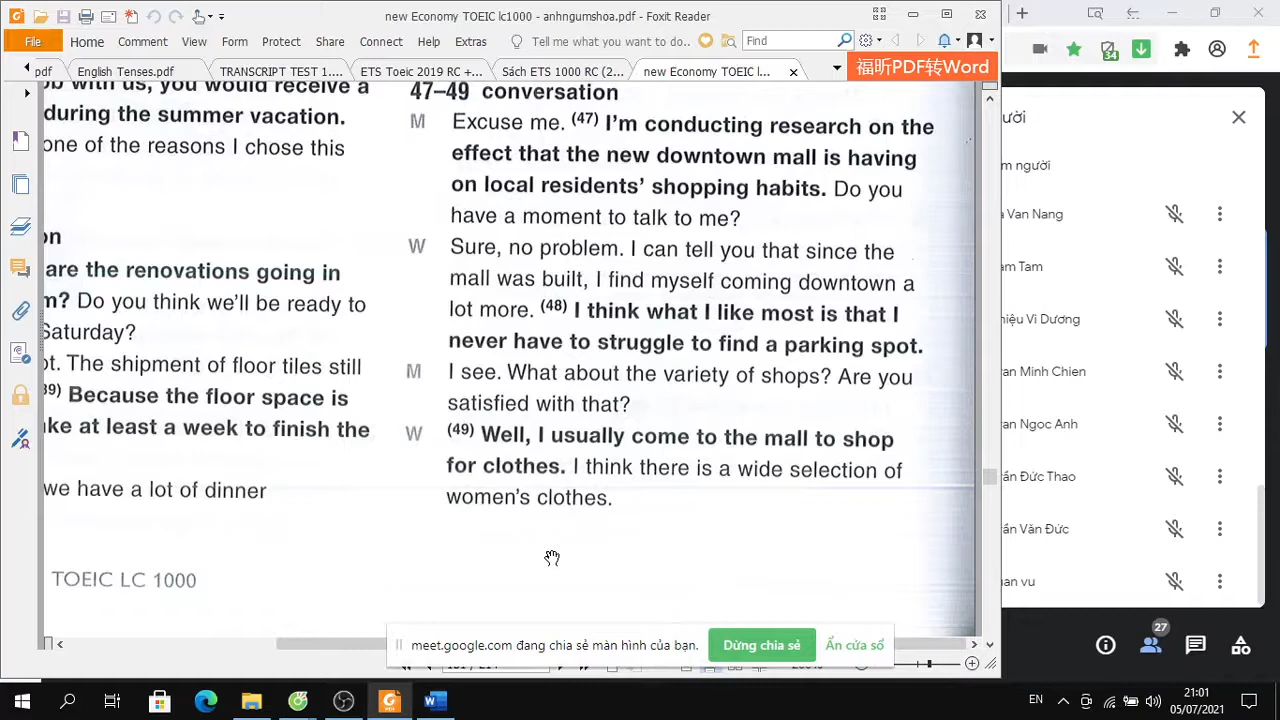 new Economy TOEIC lc1000 - anhngumshoa.pdf - Foxit Reader
File Home Comment View Form Protect Share Connect Help Extras Tell me what you want to do.. Find
.pdf English Tenses.pdf TRANSCRIPT TEST 1.... ETS Toeic 2019 RC +... Sách ETS 1000 RC (2... new Economy TOEIC l... 福昕PDF转Word
34
ob with us, you would receive a
during the summer vacation.
one of the reasons I chose this
on
are the renovations going in
m? Do you think we'll be ready to
Saturday?
ot. The shipment of floor tiles still
39) Because the floor space is
ake at least a week to finish the
we have a lot of dinner
TOEIC LC 1000
47–49 conversation
M Excuse me. (47) I'm conducting research on the
effect that the new downtown mall is having
on local residents' shopping habits. Do you
have a moment to talk to me?
W Sure, no problem. I can tell you that since the
mall was built, I find myself coming downtown a
lot more. (48) I think what I like most is that I
never have to struggle to find a parking spot.
M I see. What about the variety of shops? Are you
satisfied with that?
W (49) Well, I usually come to the mall to shop
for clothes. I think there is a wide selection of
women's clothes.
meet.google.com đang chia sẻ màn hình của bạn. Dừng chia sẻ Ẩn cửa sổ
ười
m người
a Van Nang
am Tam
hiệu Vi Dương
ran Minh Chien
ran Ngoc Anh
rần Đức Thao
rần Văn Đức
uan vu
27
EN 21:01
05/07/2021